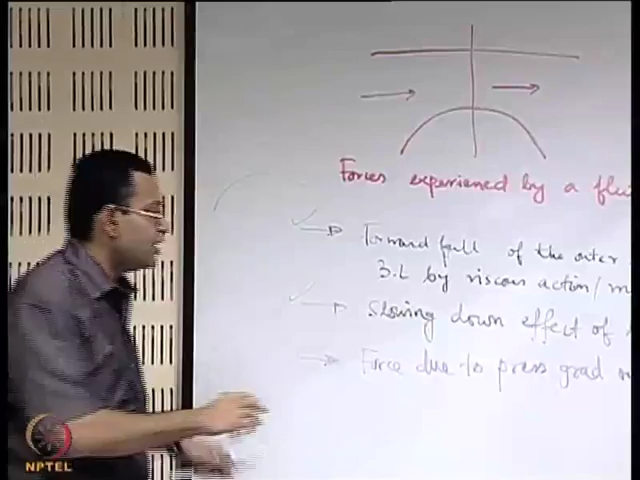 Forces experienced by a flui
Forward pull of the outer
B.L by viscous action/m
Slowing down effect of
Force due to press grad
NPTEL